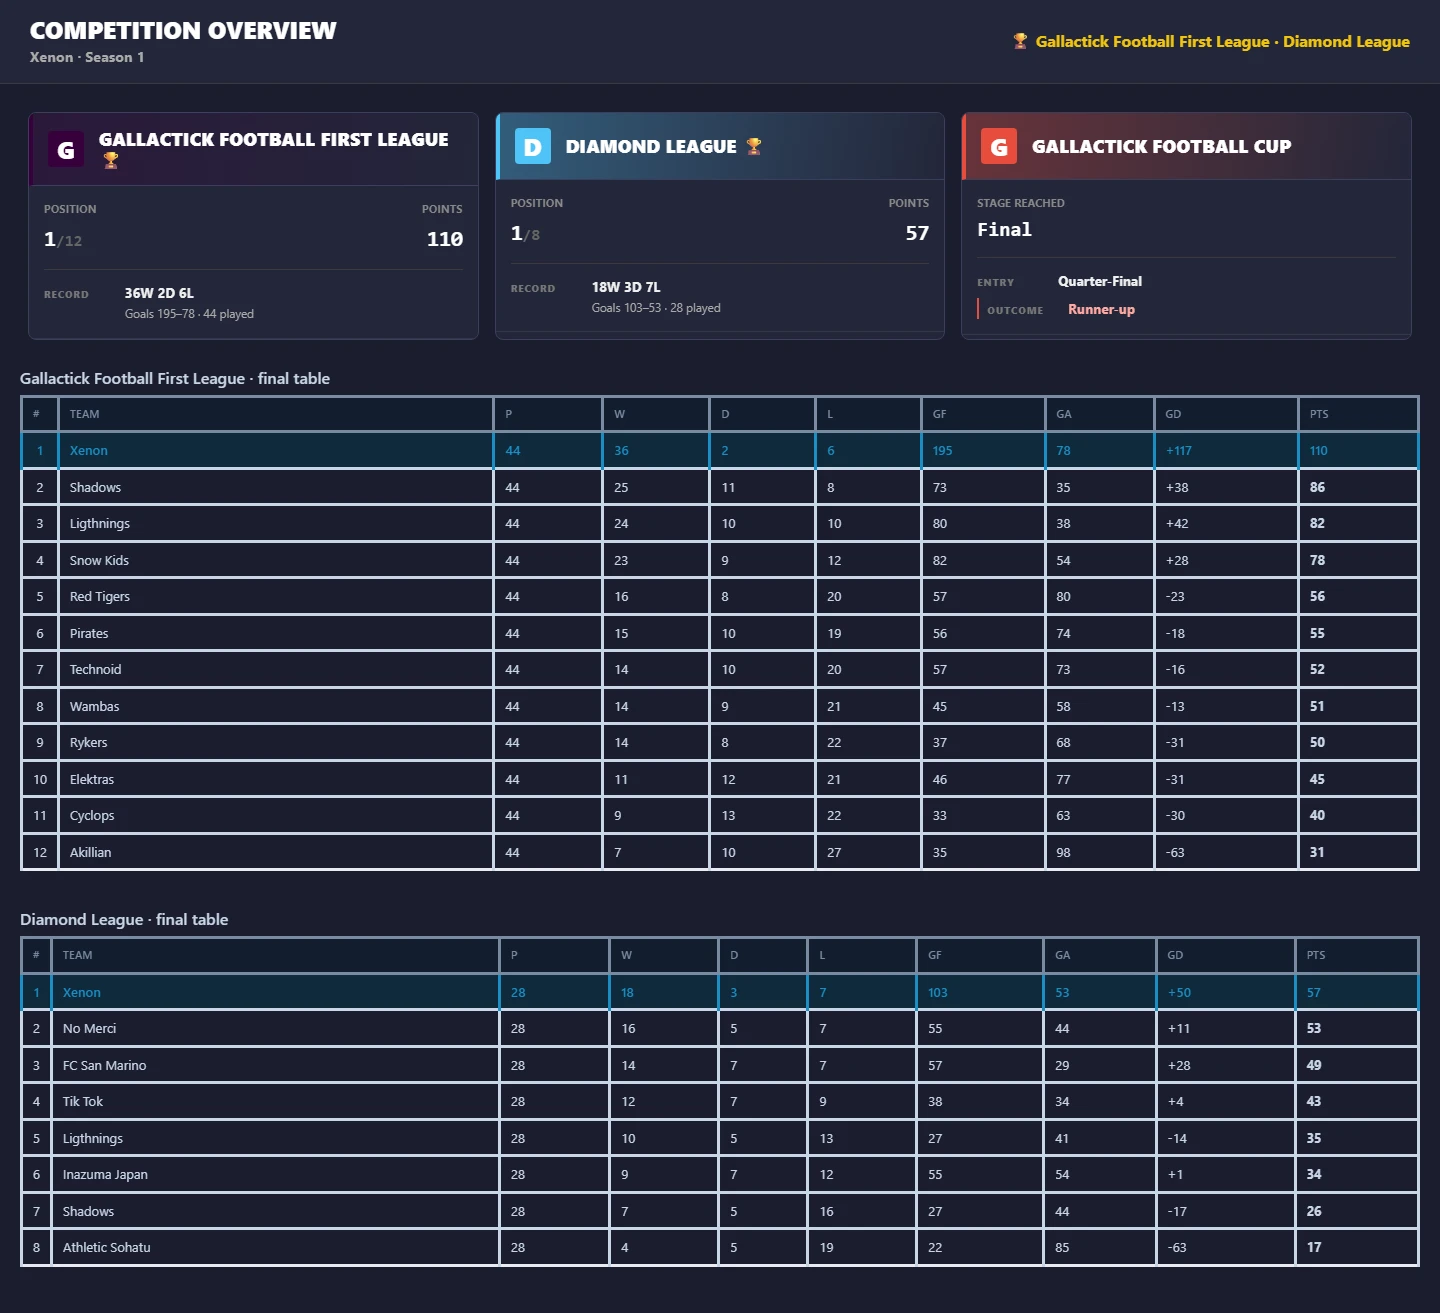 COMPETITION OVERVIEW
Xenon · Season 1
🏆 Gallactick Football First League · Diamond League
G GALLACTICK FOOTBALL FIRST LEAGUE 🏆
POSITION POINTS
1/12 110
RECORD 36W 2D 6L
Goals 195–78 · 44 played
D DIAMOND LEAGUE 🏆
POSITION POINTS
1/8 57
RECORD 18W 3D 7L
Goals 103–53 · 28 played
G GALLACTICK FOOTBALL CUP
STAGE REACHED
Final
ENTRY Quarter-Final
OUTCOME Runner-up
Gallactick Football First League · final table
# TEAM P W D L GF GA GD PTS
1 Xenon 44 36 2 6 195 78 +117 110
2 Shadows 44 25 11 8 73 35 +38 86
3 Ligthnings 44 24 10 10 80 38 +42 82
4 Snow Kids 44 23 9 12 82 54 +28 78
5 Red Tigers 44 16 8 20 57 80 -23 56
6 Pirates 44 15 10 19 56 74 -18 55
7 Technoid 44 14 10 20 57 73 -16 52
8 Wambas 44 14 9 21 45 58 -13 51
9 Rykers 44 14 8 22 37 68 -31 50
10 Elektras 44 11 12 21 46 77 -31 45
11 Cyclops 44 9 13 22 33 63 -30 40
12 Akillian 44 7 10 27 35 98 -63 31
Diamond League · final table
# TEAM P W D L GF GA GD PTS
1 Xenon 28 18 3 7 103 53 +50 57
2 No Merci 28 16 5 7 55 44 +11 53
3 FC San Marino 28 14 7 7 57 29 +28 49
4 Tik Tok 28 12 7 9 38 34 +4 43
5 Ligthnings 28 10 5 13 27 41 -14 35
6 Inazuma Japan 28 9 7 12 55 54 +1 34
7 Shadows 28 7 5 16 27 44 -17 26
8 Athletic Sohatu 28 4 5 19 22 85 -63 17